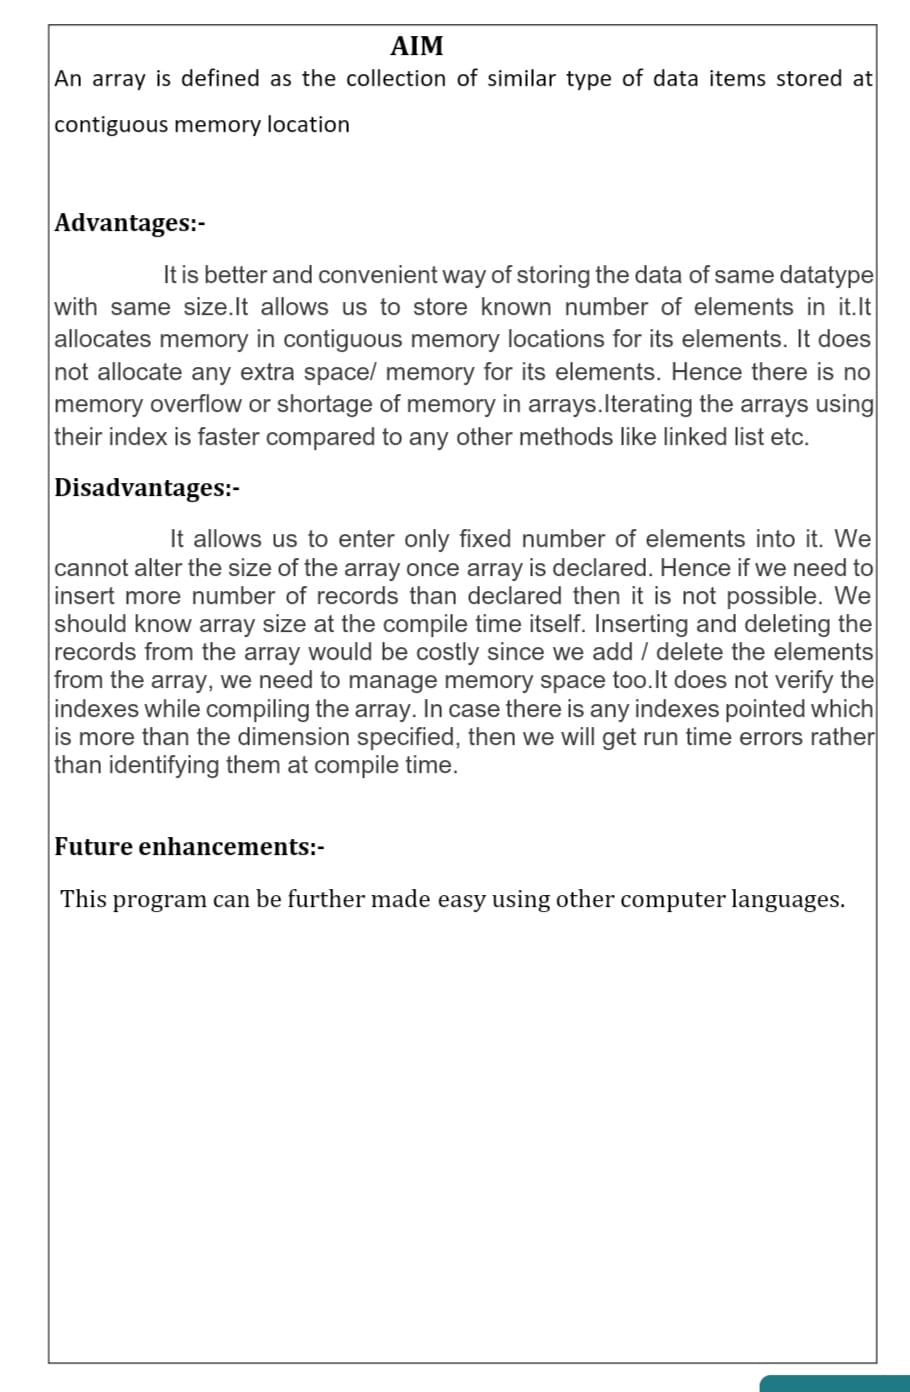 AIM
An array is defined as the collection of similar type of data items stored at
contiguous memory location
Advantages:-
It is better and convenient way of storing the data of same datatype
with same size.It allows us to store known number of elements in it.It
allocates memory in contiguous memory locations for its elements. It does
not allocate any extra space/ memory for its elements. Hence there is no
memory overflow or shortage of memory in arrays.Iterating the arrays using
their index is faster compared to any other methods like linked list etc.
Disadvantages:-
It allows us to enter only fixed number of elements into it. We
cannot alter the size of the array once array is declared. Hence if we need to
insert more number of records than declared then it is not possible. We
should know array size at the compile time itself. Inserting and deleting the
records from the array would be costly since we add / delete the elements
from the array, we need to manage memory space too.It does not verify the
indexes while compiling the array. In case there is any indexes pointed which
is more than the dimension specified, then we will get run time errors rather
than identifying them at compile time.
Future enhancements:-
This program can be further made easy using other computer languages.